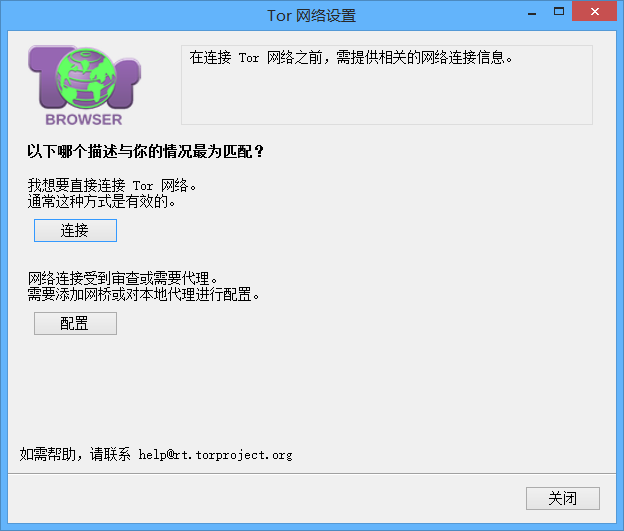 Tor 网络设置
Tor
BROWSER
在连接 Tor 网络之前，需提供相关的网络连接信息。
以下哪个描述与你的情况最为匹配？
我想要直接连接 Tor 网络。
通常这种方式是有效的。
连接
网络连接受到审查或需要代理。
需要添加网桥或对本地代理进行配置。
配置
如需帮助，请联系 help@rt.torproject.org
关闭